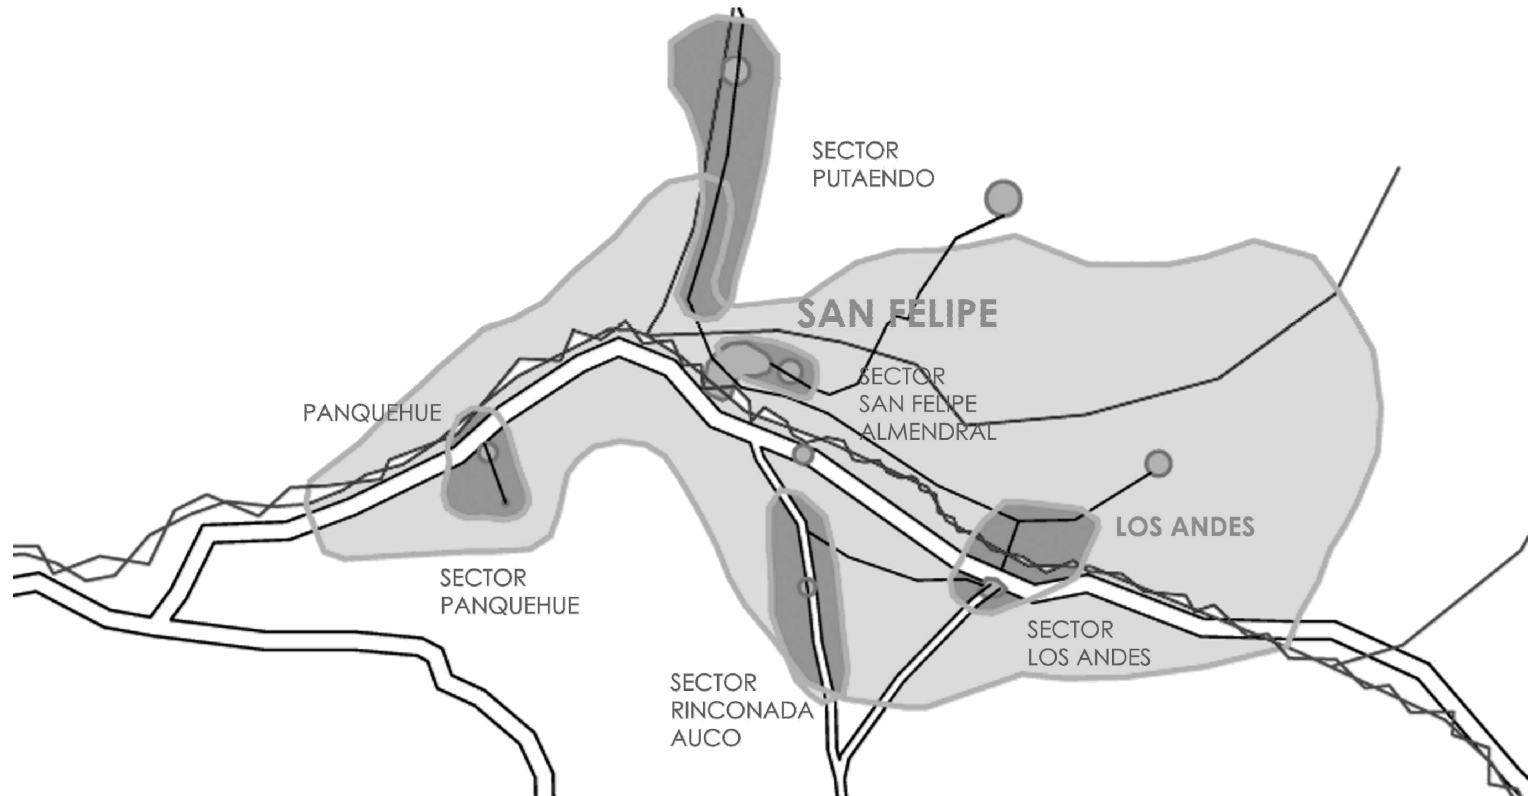 SECTOR
PUTAENDO
SAN FELIPE
SECTOR
SAN FELIPE
ALMENDRAL
PANQUEHUE
LOS ANDES
SECTOR
PANQUEHUE
SECTOR
LOS ANDES
SECTOR
RINCONADA
AUCO